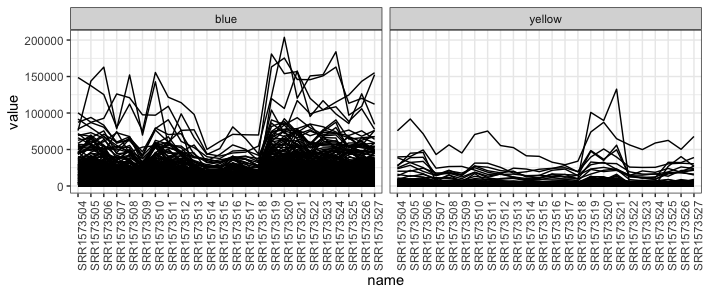 blue
yellow
value
200000
150000
100000
50000
0
SRR1573504
SRR1573505
SRR1573506
SRR1573507
SRR1573508
SRR1573509
SRR1573510
SRR1573511
SRR1573512
SRR1573513
SRR1573514
SRR1573515
SRR1573516
SRR1573517
SRR1573518
SRR1573519
SRR1573520
SRR1573521
SRR1573522
SRR1573523
SRR1573524
SRR1573525
SRR1573526
SRR1573527
SRR1573504
SRR1573505
SRR1573506
SRR1573507
SRR1573508
SRR1573509
SRR1573510
SRR1573511
SRR1573512
SRR1573513
SRR1573514
SRR1573515
SRR1573516
SRR1573517
SRR1573518
SRR1573519
SRR1573520
SRR1573521
SRR1573522
SRR1573523
SRR1573524
SRR1573525
SRR1573526
SRR1573527
name